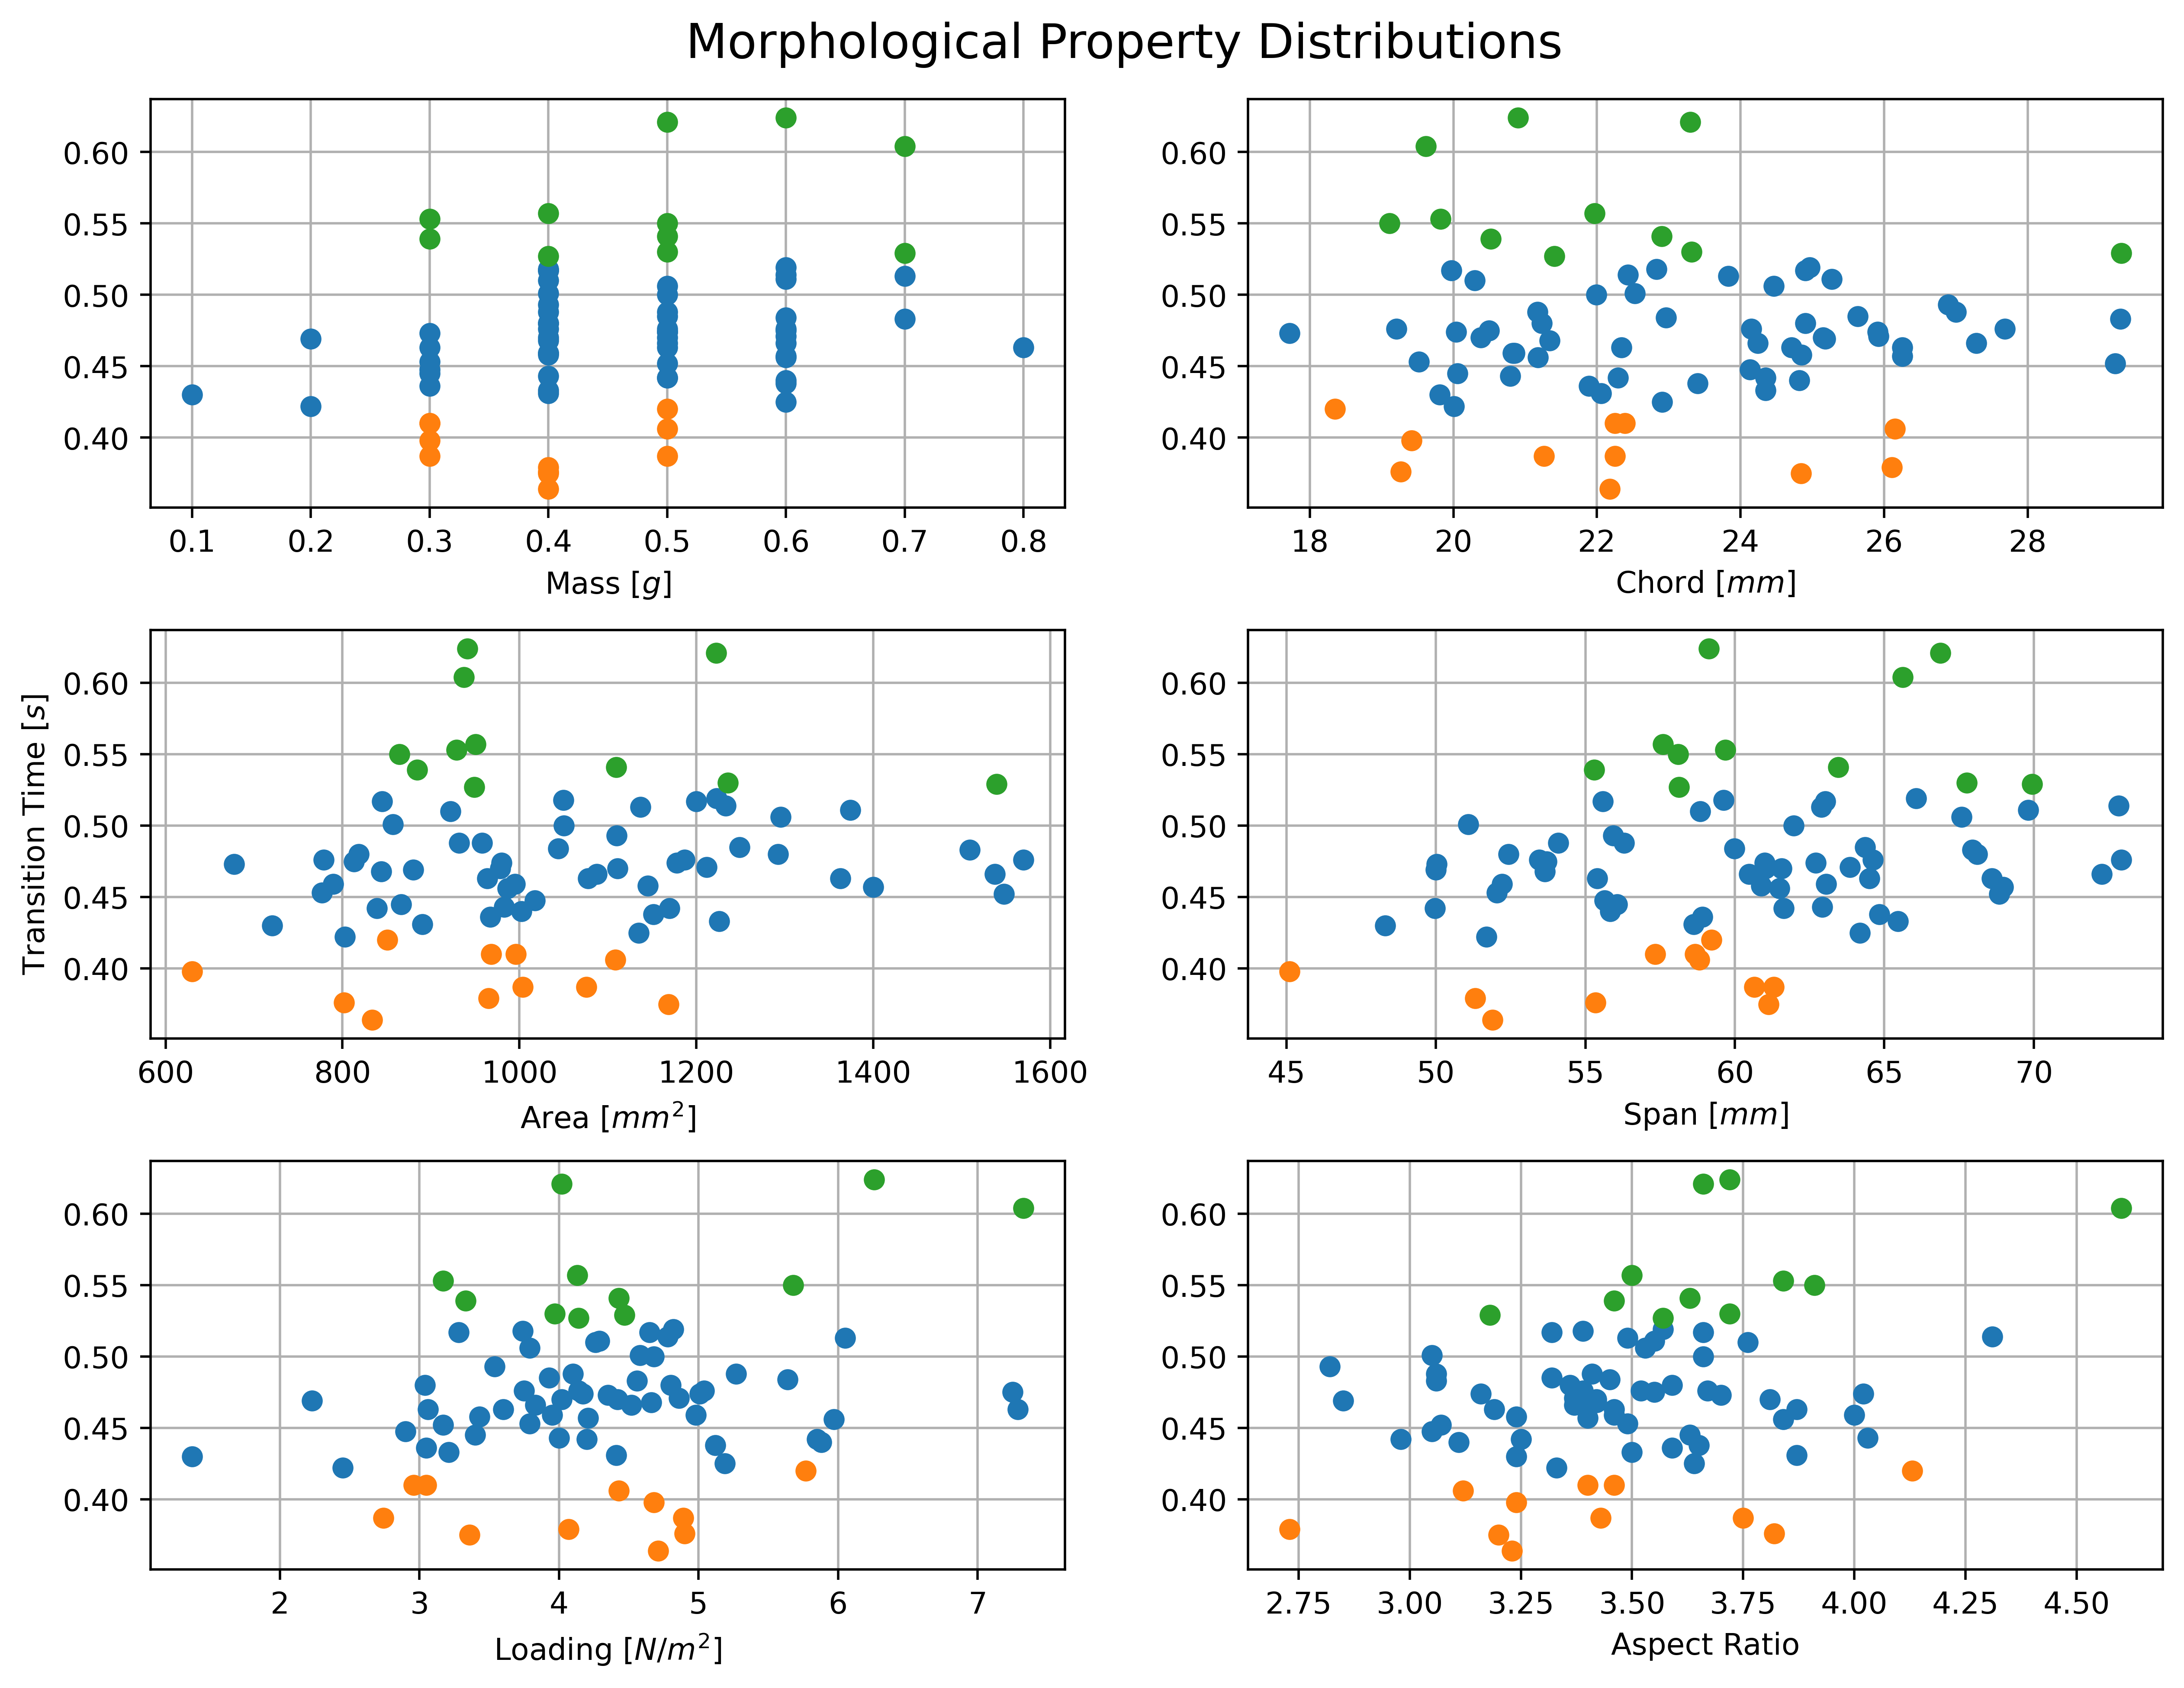 Morphological Property Distributions
0.60
0.55
0.50
0.45
0.40
0.1 0.2 0.3 0.4 0.5 0.6 0.7 0.8
Mass [g]
0.60
0.55
0.50
0.45
0.40
18 20 22 24 26 28
Chord [mm]
Transition Time [s]
0.60
0.55
0.50
0.45
0.40
600 800 1000 1200 1400 1600
Area [mm²]
0.60
0.55
0.50
0.45
0.40
45 50 55 60 65 70
Span [mm]
0.60
0.55
0.50
0.45
0.40
2 3 4 5 6 7
Loading [N/m²]
0.60
0.55
0.50
0.45
0.40
2.75 3.00 3.25 3.50 3.75 4.00 4.25 4.50
Aspect Ratio